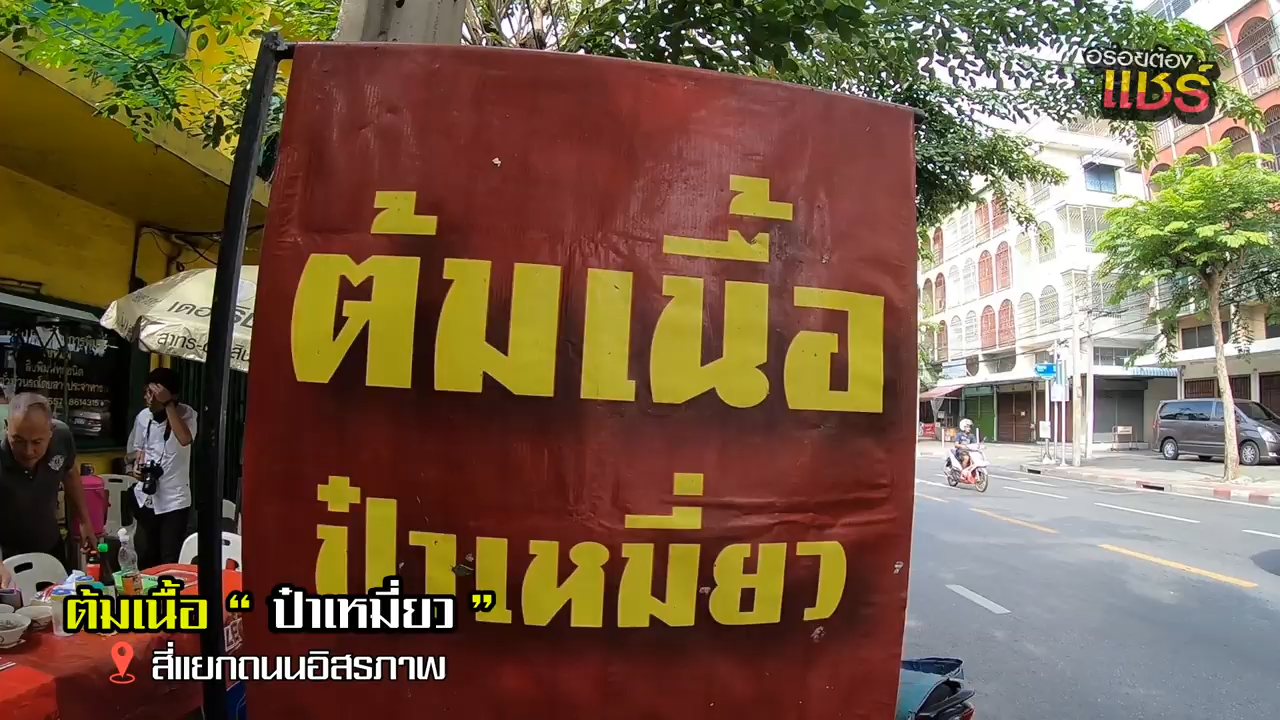 อร่อยต้อง
แชร์
ต้มเนื้อ
ป๋าเหมี่ยว
ต้มเนื้อ “ ป๋าเหมี่ยว ”
สี่แยกถนนอิสรภาพ